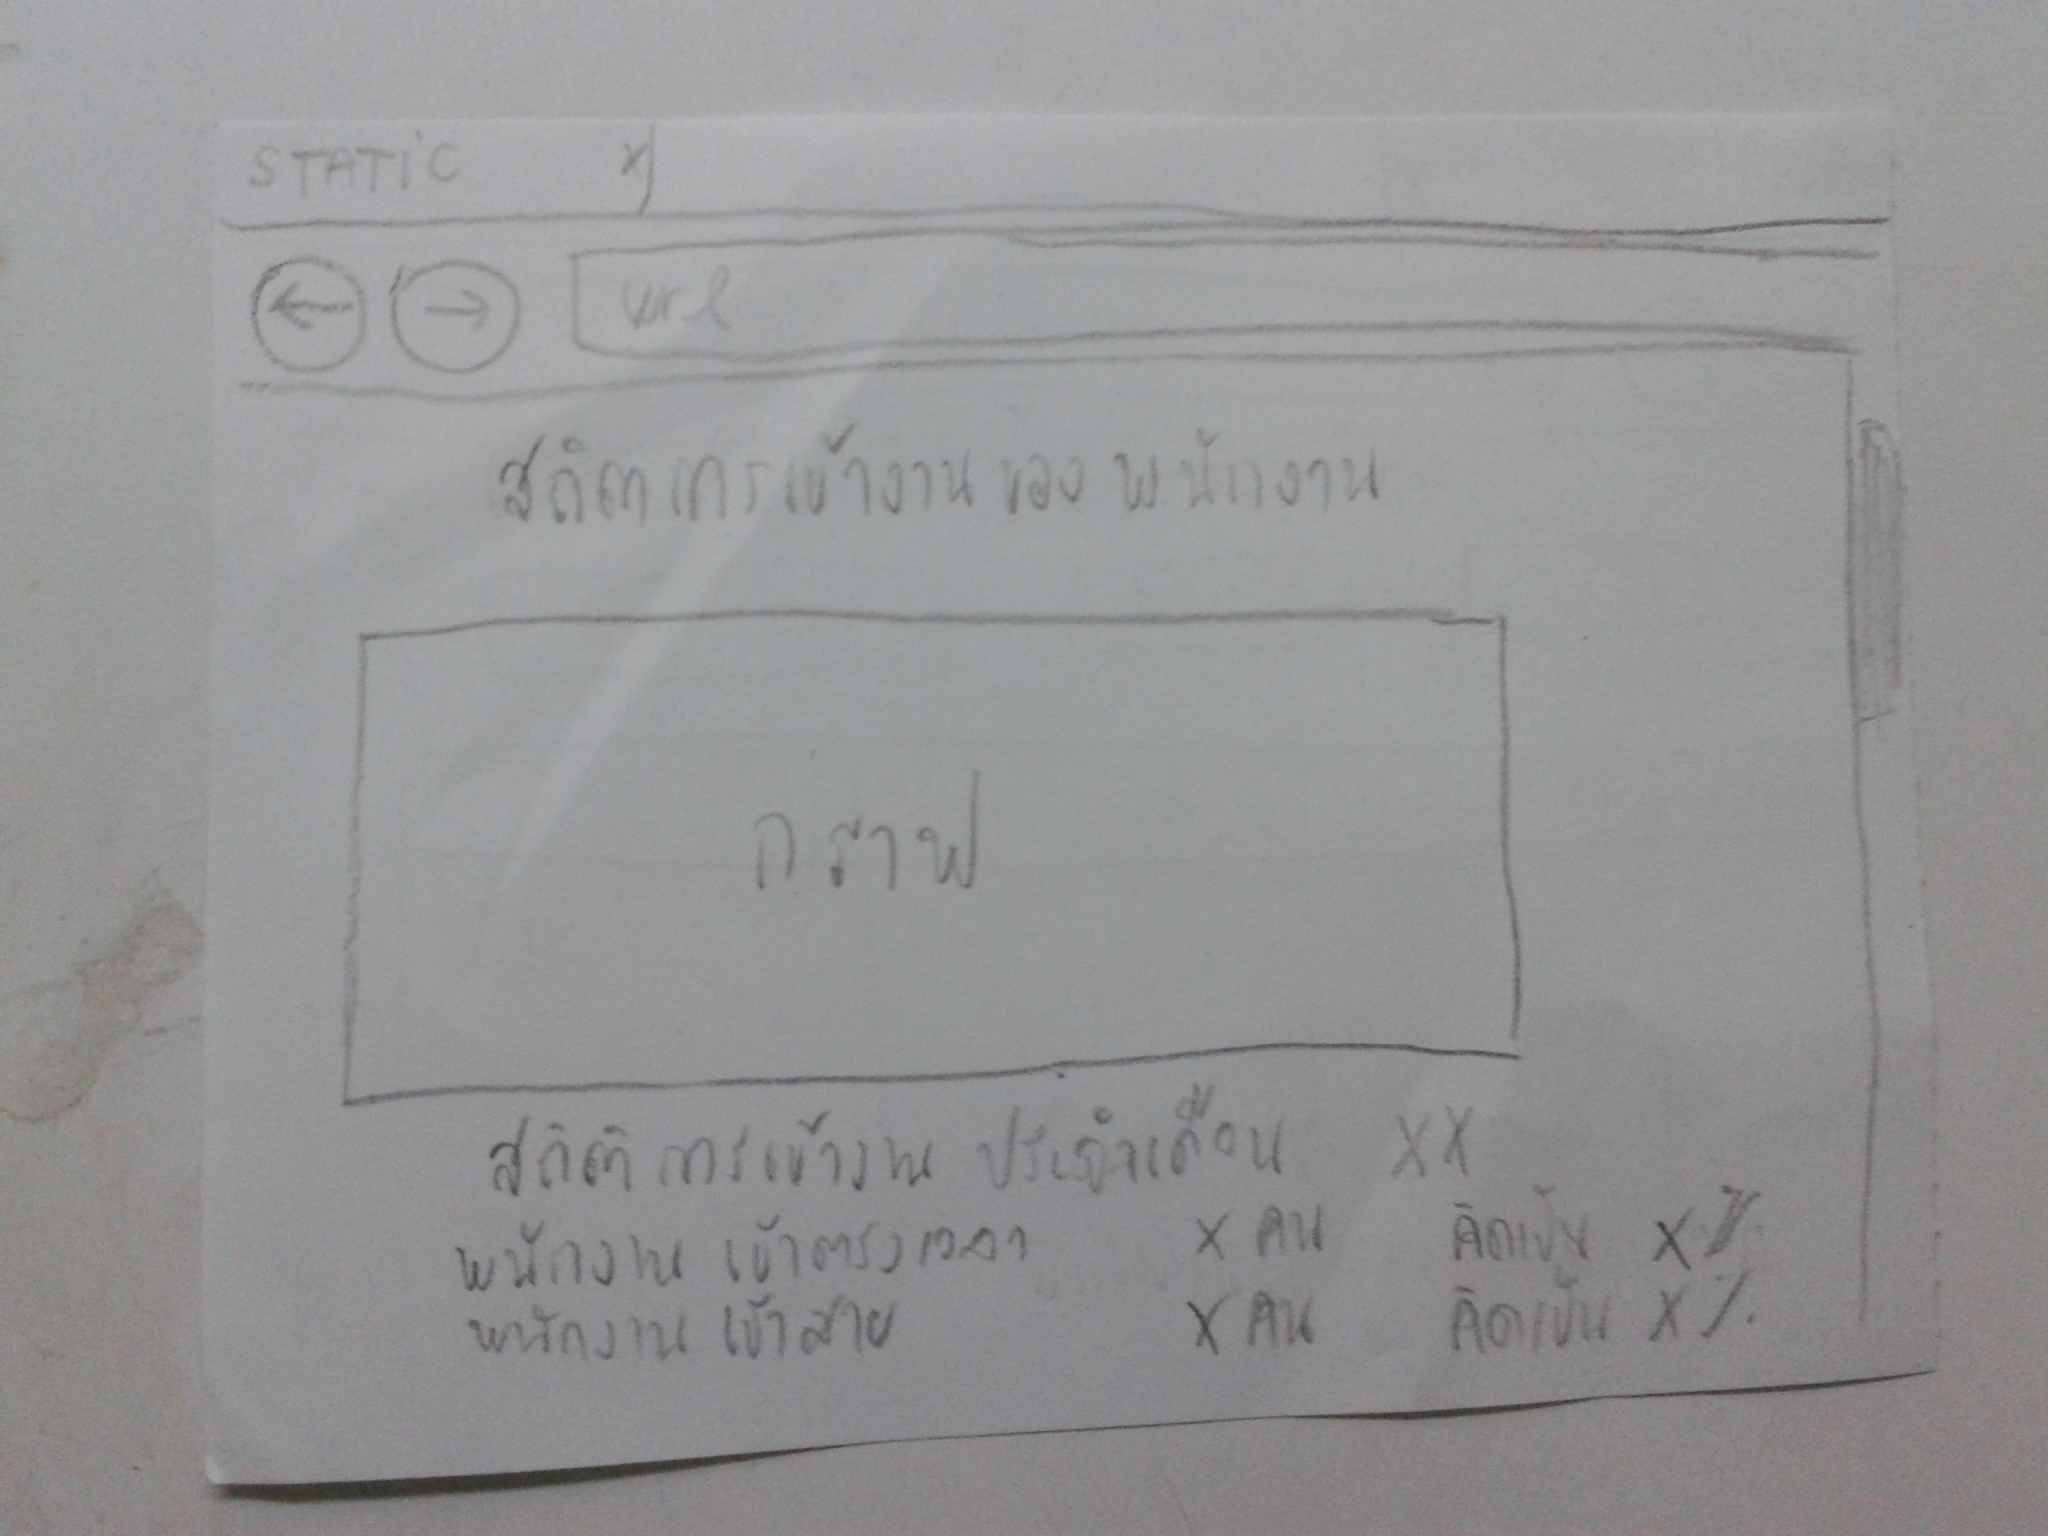 STATIC x
← → url
สถิติการเข้างานของพนักงาน
กราฟ
สถิติการเข้างาน ประจำเดือน XX
พนักงาน เข้าตรงเวลา X คน คิดเป็น X %
พนักงาน เข้าสาย X คน คิดเป็น X %